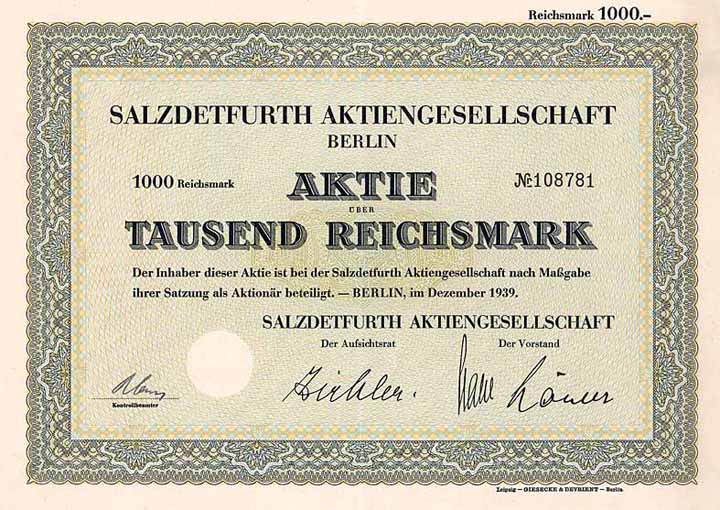 Reichsmark 1000.-
SALZDETFURTH AKTIENGESELLSCHAFT
BERLIN
1000 Reichsmark AKTIE № 108781
ÜBER
TAUSEND REICHSMARK
Der Inhaber dieser Aktie ist bei der Salzdetfurth Aktiengesellschaft nach Maßgabe
ihrer Satzung als Aktionär beteiligt. — BERLIN, im Dezember 1939.
SALZDETFURTH AKTIENGESELLSCHAFT
Der Aufsichtsrat Der Vorstand
Kontrollbeamter
Leipzig — GIESECKE & DEVRIENT — Berlin